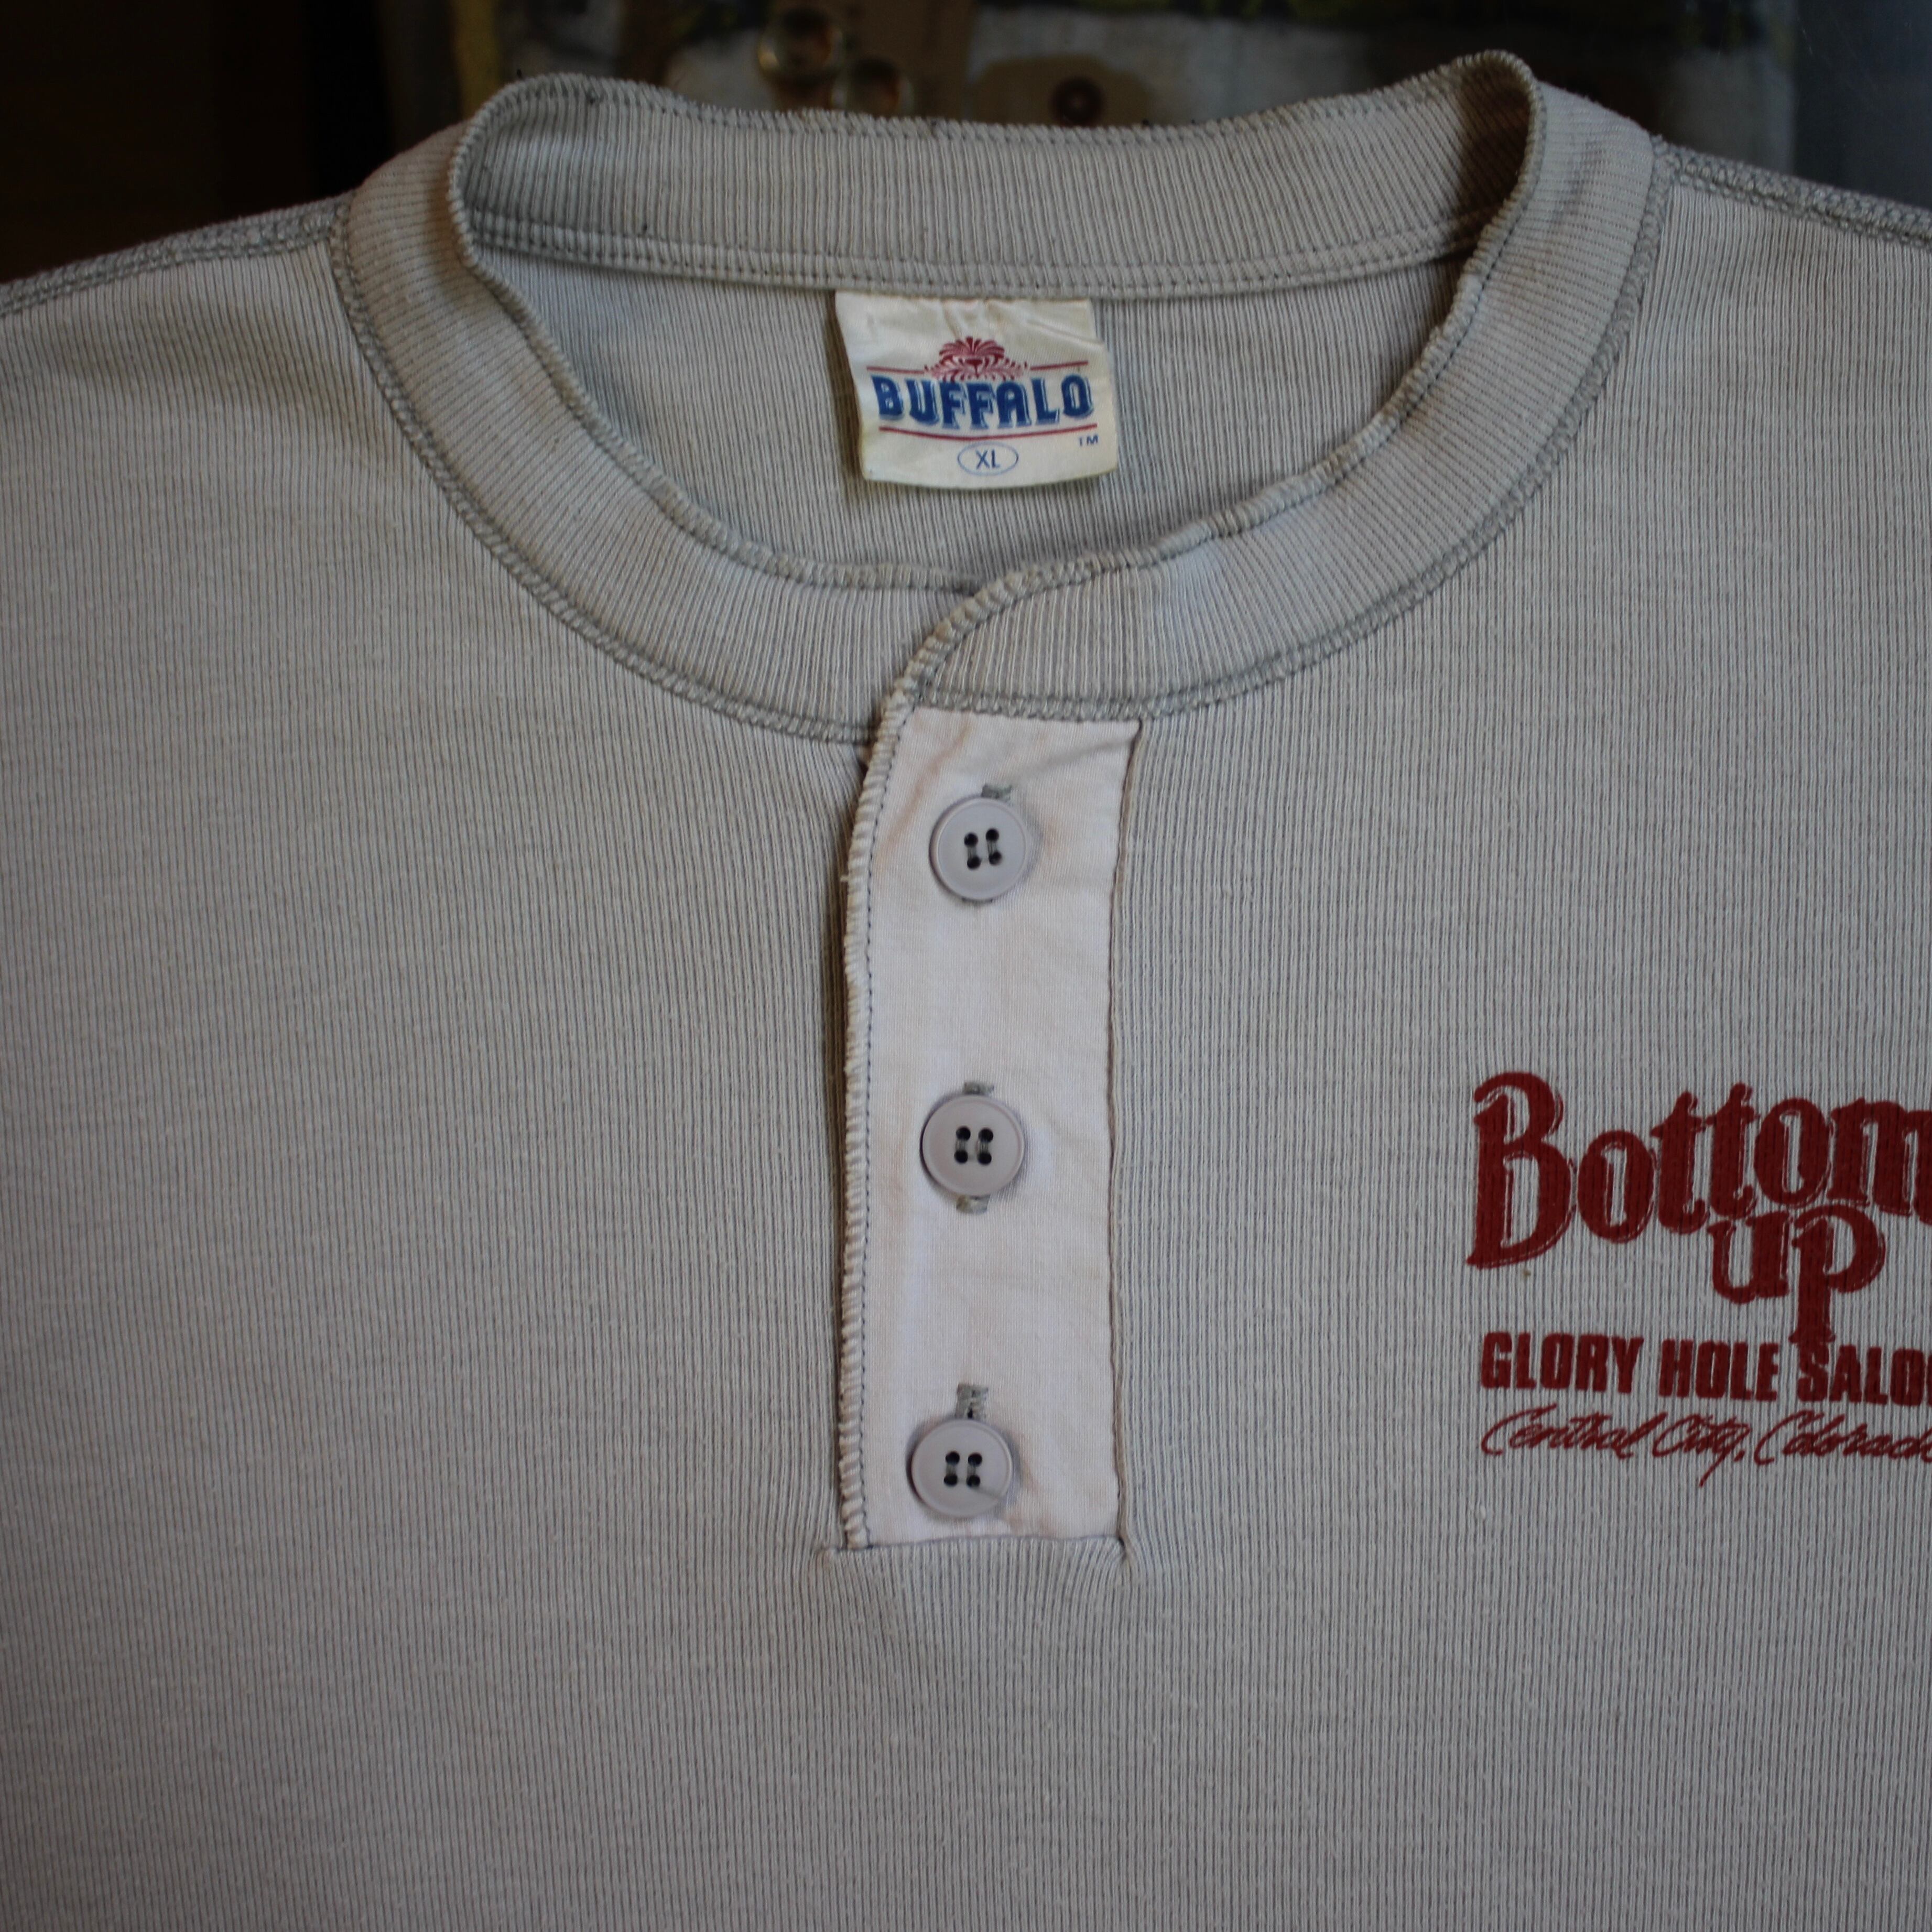 BUFFALO
TM
XL
Bottom
up
GLORY HOLE SALO
Central City, Colorad